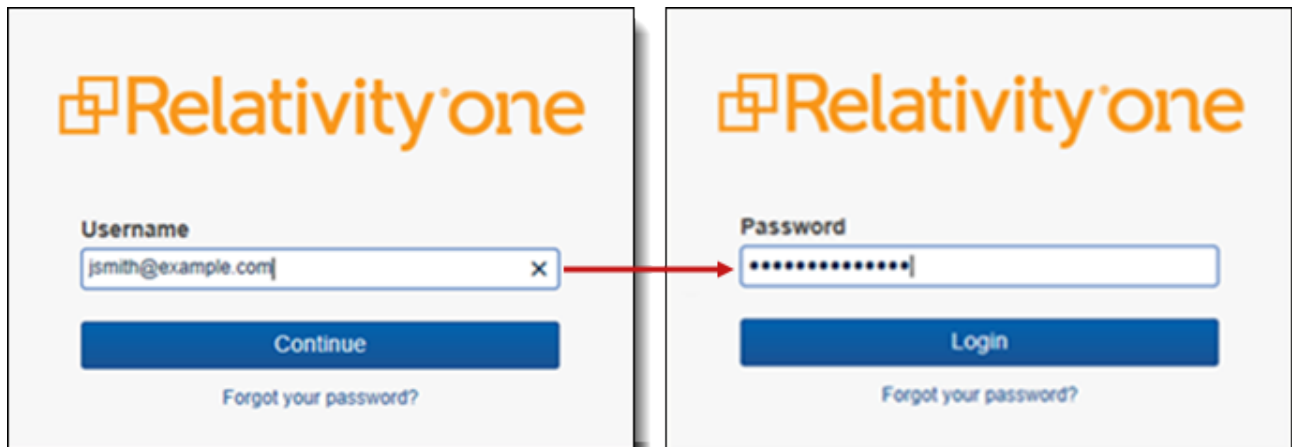 Relativity one
Username
jsmith@example.com
Continue
Forgot your password?
Relativity one
Password
••••••••••••••
Login
Forgot your password?